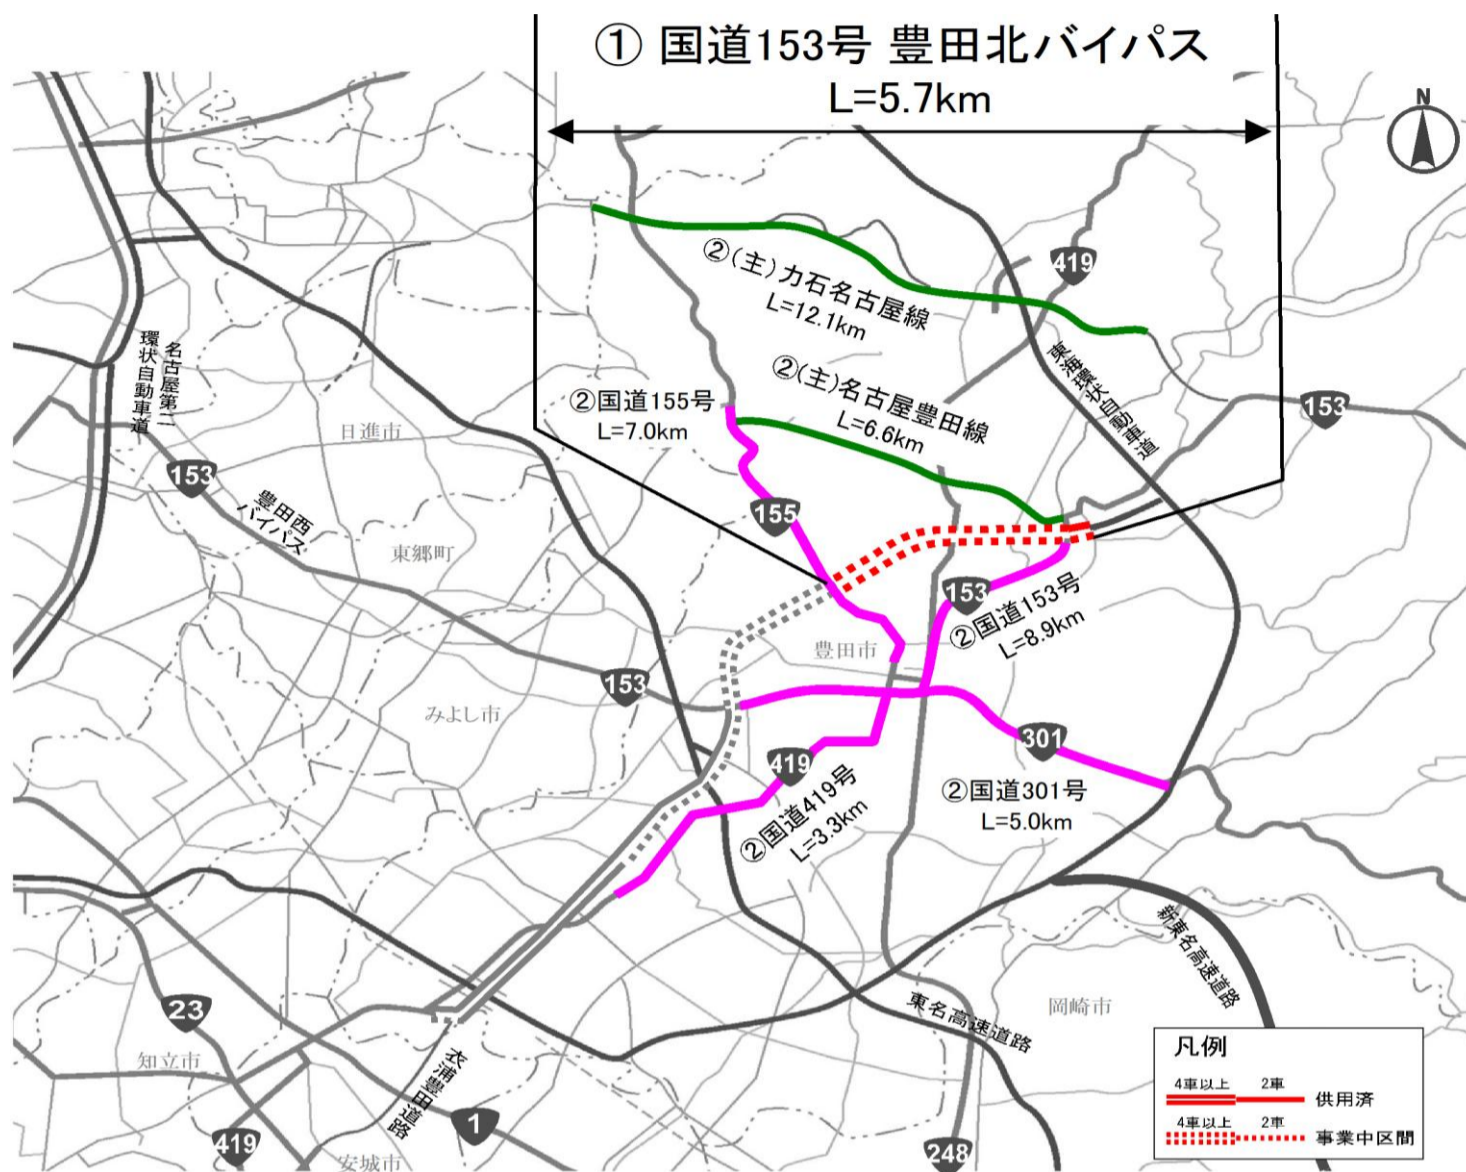 ① 国道153号 豊田北バイパス
L=5.7km
N
419
②(主)力石名古屋線
L=12.1km
東海環状自動車道
②(主)名古屋豊田線
L=6.6km
153
②国道155号
L=7.0km
名古屋第二
環状自動車道
日進市
153
155
豊田西
バイパス
東郷町
153
②国道153号
L=8.9km
豊田市
153
みよし市
301
419
②国道301号
L=5.0km
②国道419号
L=3.3km
新東名高速道路
東名高速道路
岡崎市
23
知立市
衣浦豊田道路
1
419
安城市
248
凡例
4車以上 2車 供用済
4車以上 2車 事業中区間